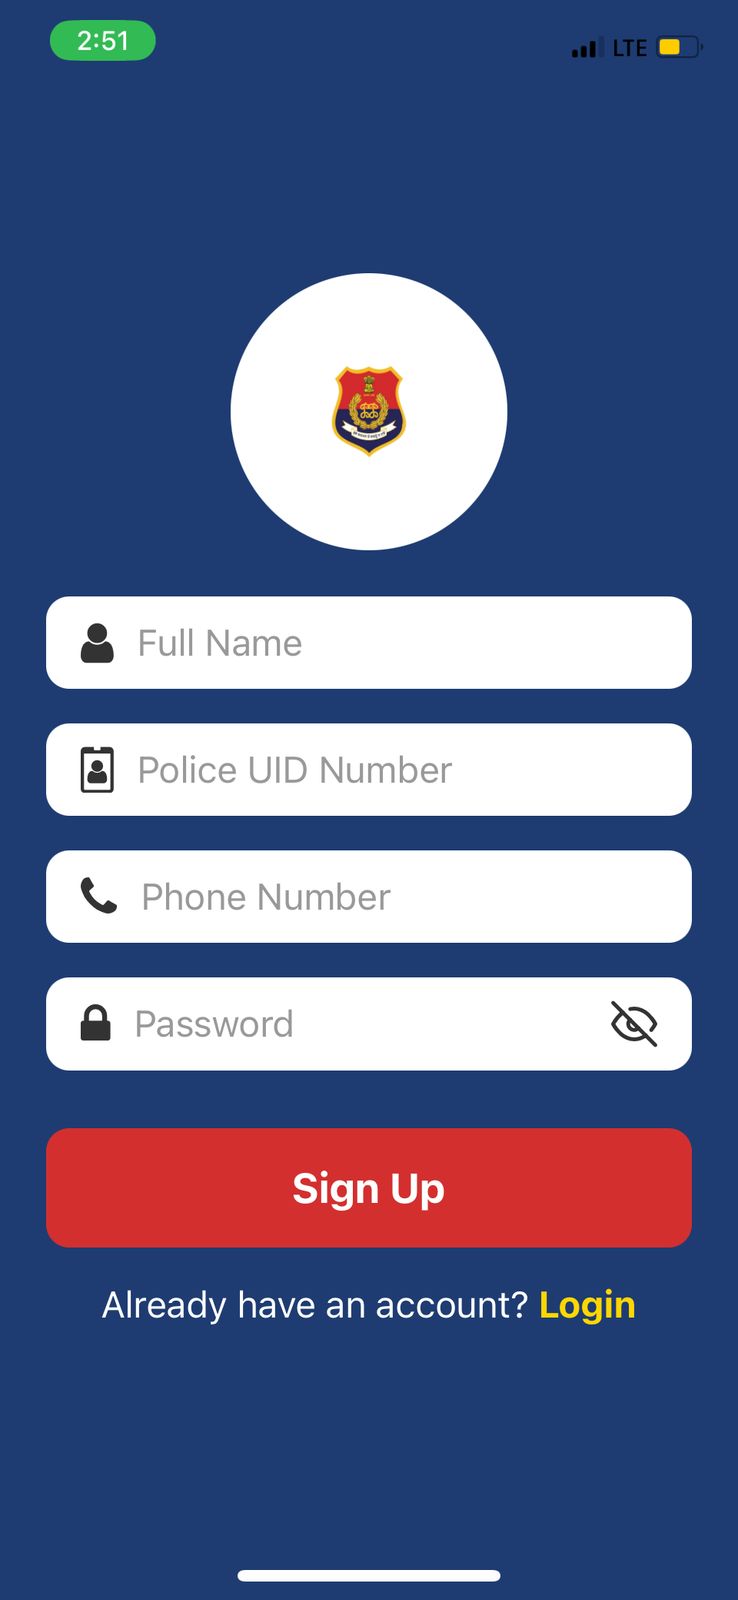 2:51
LTE
Full Name
Police UID Number
Phone Number
Password
Sign Up
Already have an account? Login